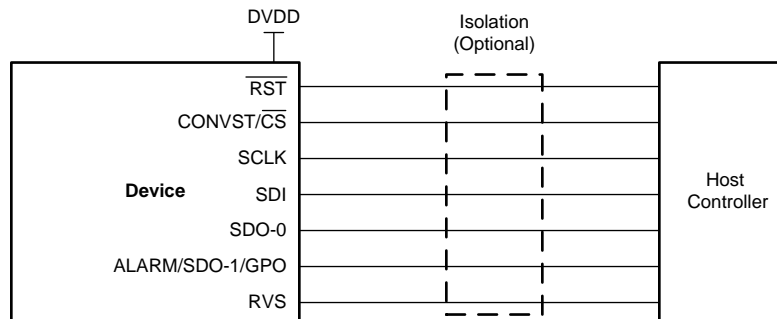 DVDD
Isolation
(Optional)
RST
CONVST/CS
SCLK
Device
SDI
Host
Controller
SDO-0
ALARM/SDO-1/GPO
RVS